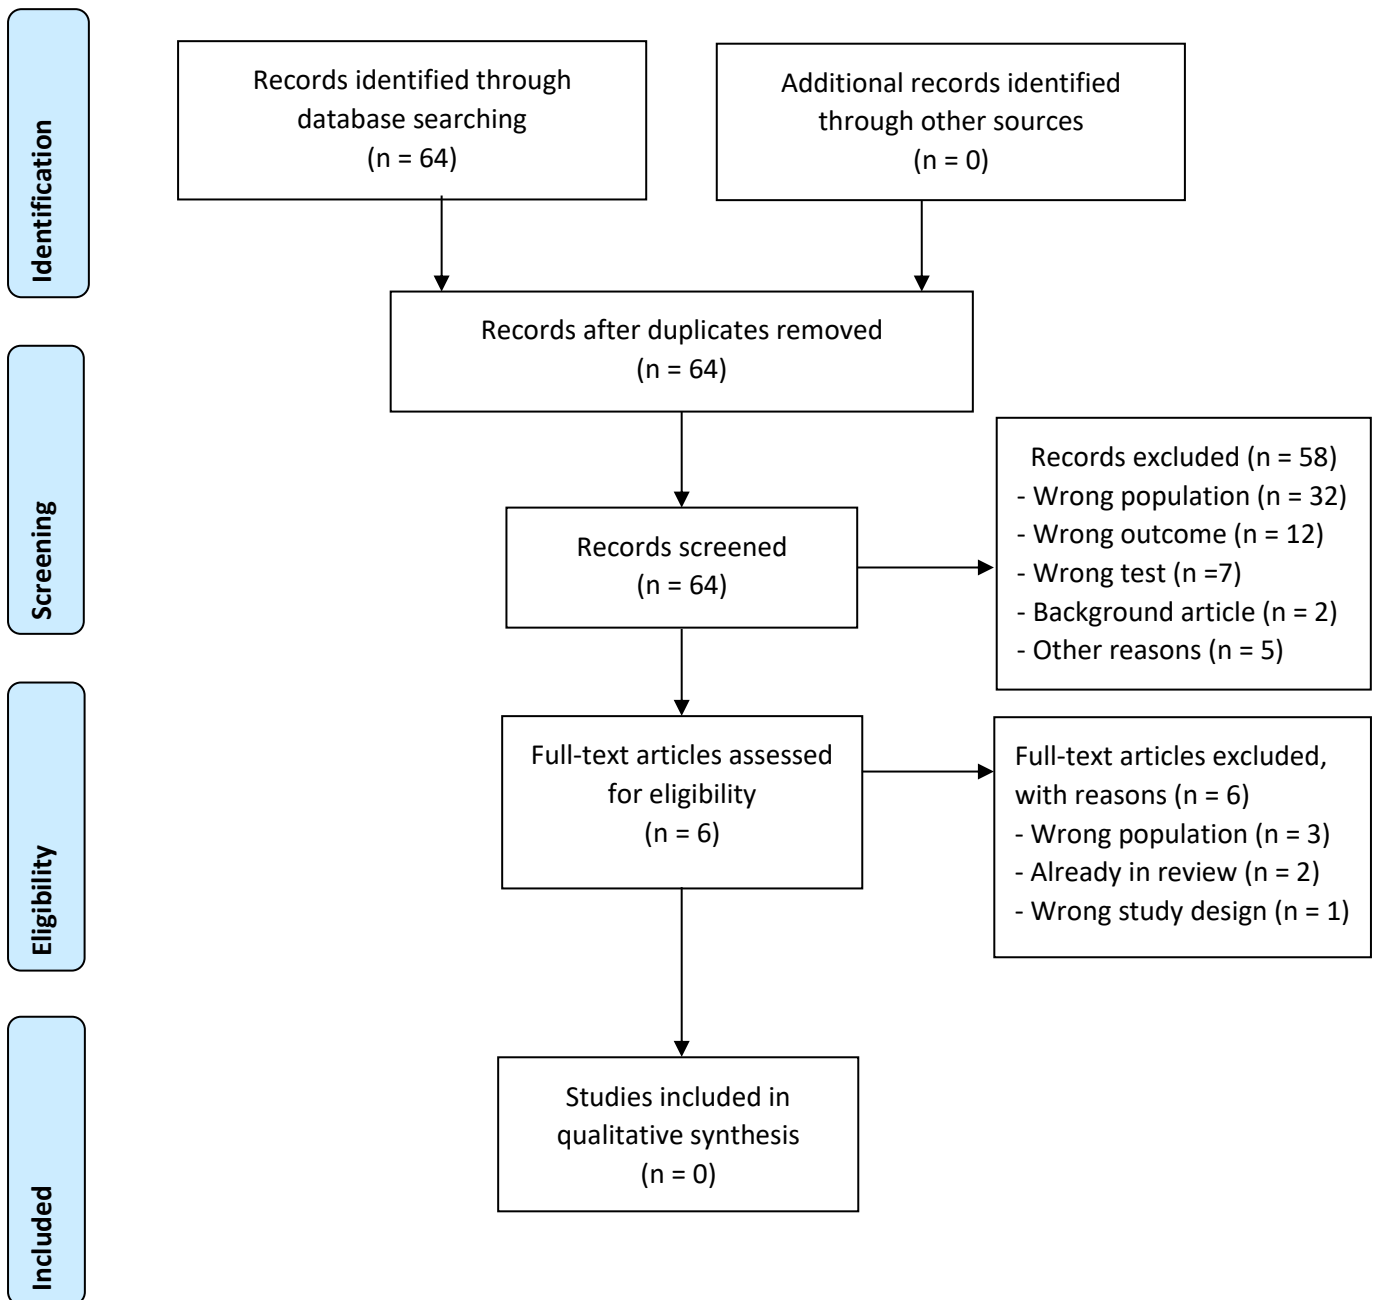 Identification
Records identified through
database searching
(n = 64)
Additional records identified
through other sources
(n = 0)
Records after duplicates removed
(n = 64)
Screening
Records screened
(n = 64)
Records excluded (n = 58)
- Wrong population (n = 32)
- Wrong outcome (n = 12)
- Wrong test (n =7)
- Background article (n = 2)
- Other reasons (n = 5)
Eligibility
Full-text articles assessed
for eligibility
(n = 6)
Full-text articles excluded,
with reasons (n = 6)
- Wrong population (n = 3)
- Already in review (n = 2)
- Wrong study design (n = 1)
Included
Studies included in
qualitative synthesis
(n = 0)